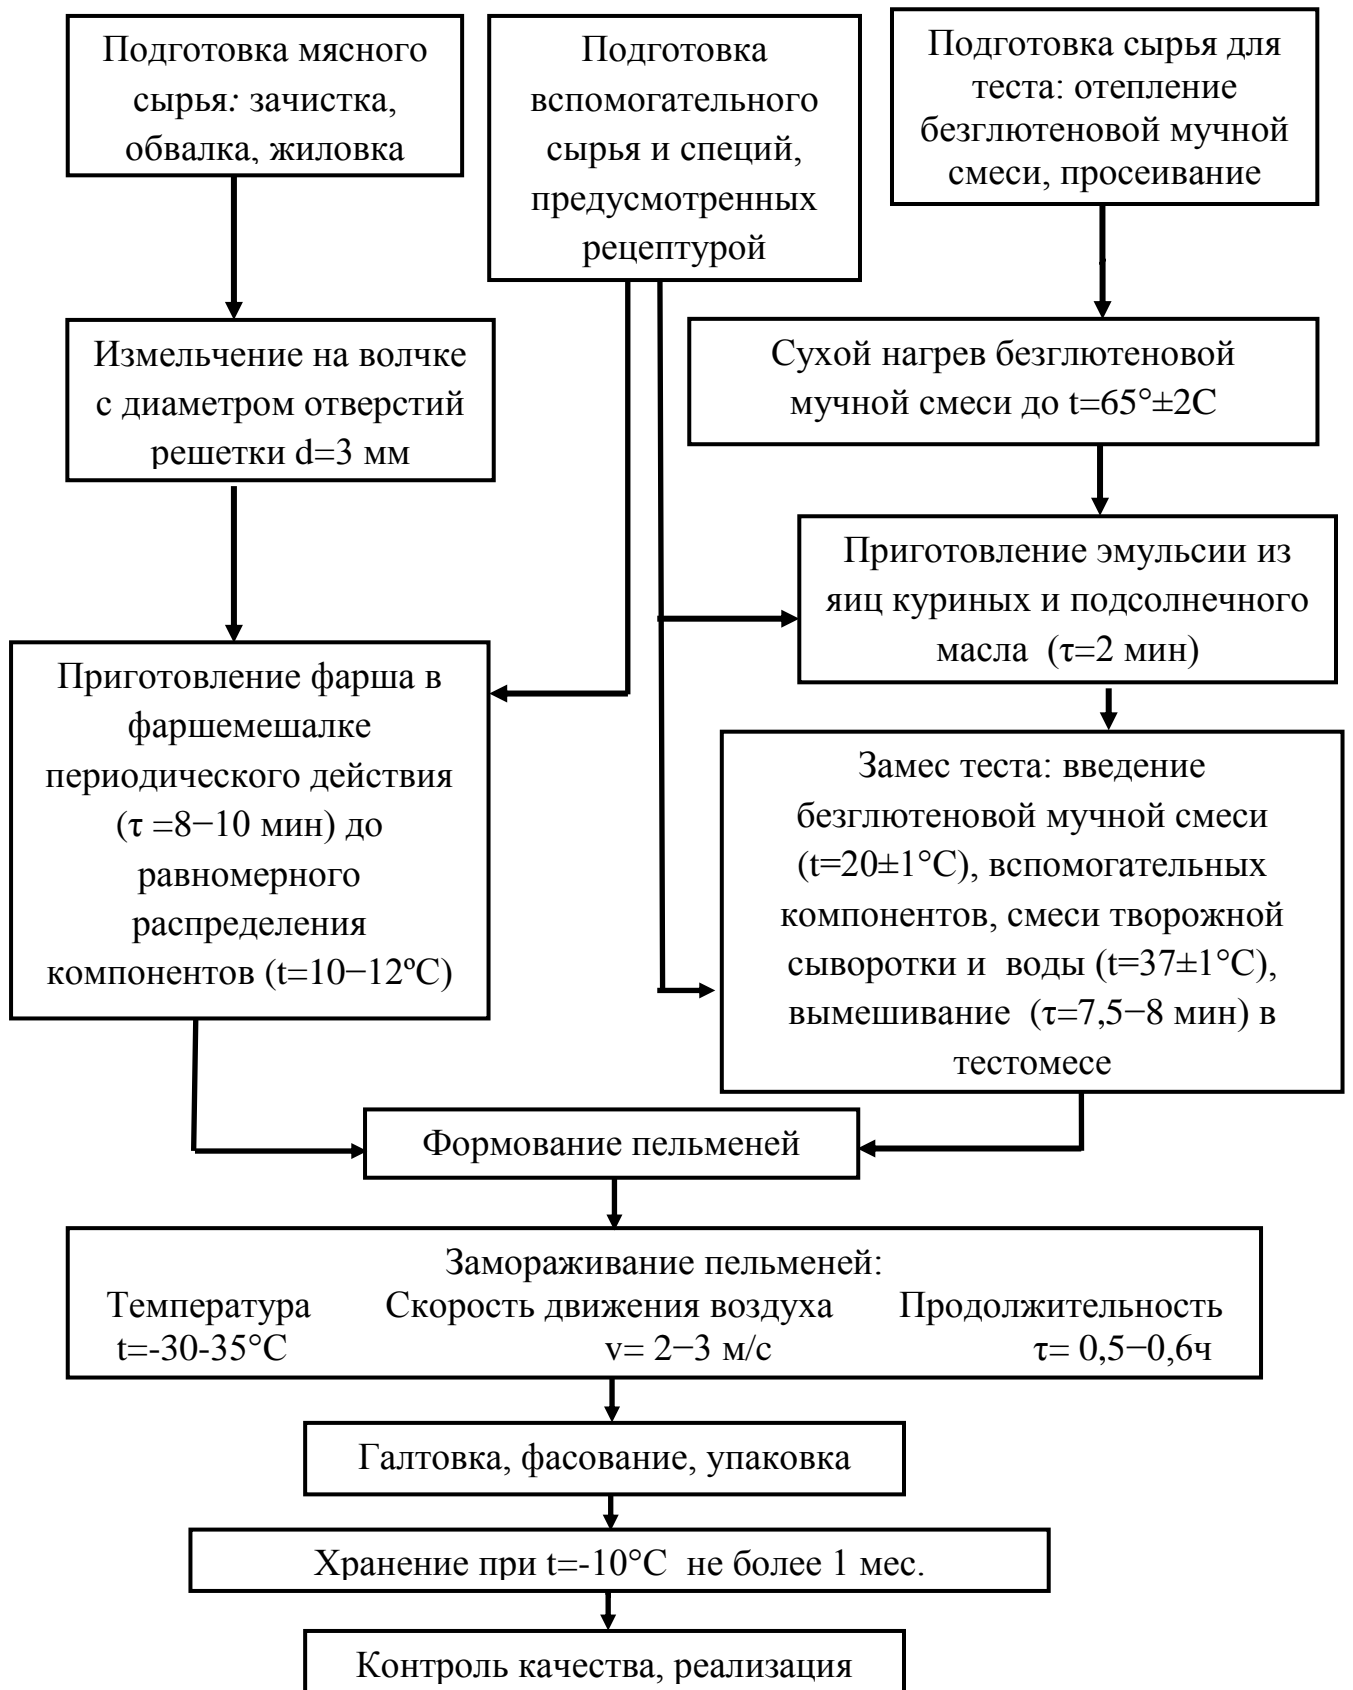 Подготовка мясного
сырья: зачистка,
обвалка, жиловка
Подготовка
вспомогательного
сырья и специй,
предусмотренных
рецептурой
Подготовка сырья для
теста: отепление
безглютеновой мучной
смеси, просеивание
Измельчение на волчке
с диаметром отверстий
решетки d=3 мм
Сухой нагрев безглютеновой
мучной смеси до t=65°±2С
Приготовление эмульсии из
яиц куриных и подсолнечного
масла (τ=2 мин)
Приготовление фарша в
фаршемешалке
периодического действия
(τ =8−10 мин) до
равномерного
распределения
компонентов (t=10−12ºС)
Замес теста: введение
безглютеновой мучной смеси
(t=20±1°С), вспомогательных
компонентов, смеси творожной
сыворотки и воды (t=37±1°С),
вымешивание (τ=7,5−8 мин) в
тестомесе
Формование пельменей
Замораживание пельменей:
Температура Скорость движения воздуха Продолжительность
t=-30-35°С v= 2−3 м/с τ= 0,5−0,6ч
Галтовка, фасование, упаковка
Хранение при t=-10°С не более 1 мес.
Контроль качества, реализация